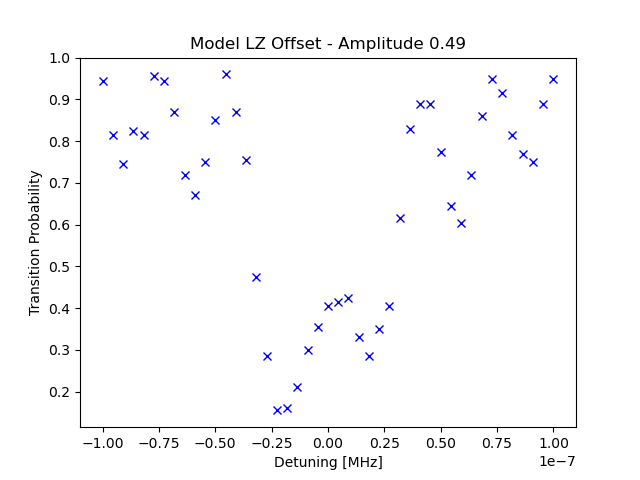 Model LZ Offset - Amplitude 0.49
Transition Probability
1.0
0.9
0.8
0.7
0.6
0.5
0.4
0.3
0.2
−1.00 −0.75 −0.50 −0.25 0.00 0.25 0.50 0.75 1.00
1e−7
Detuning [MHz]